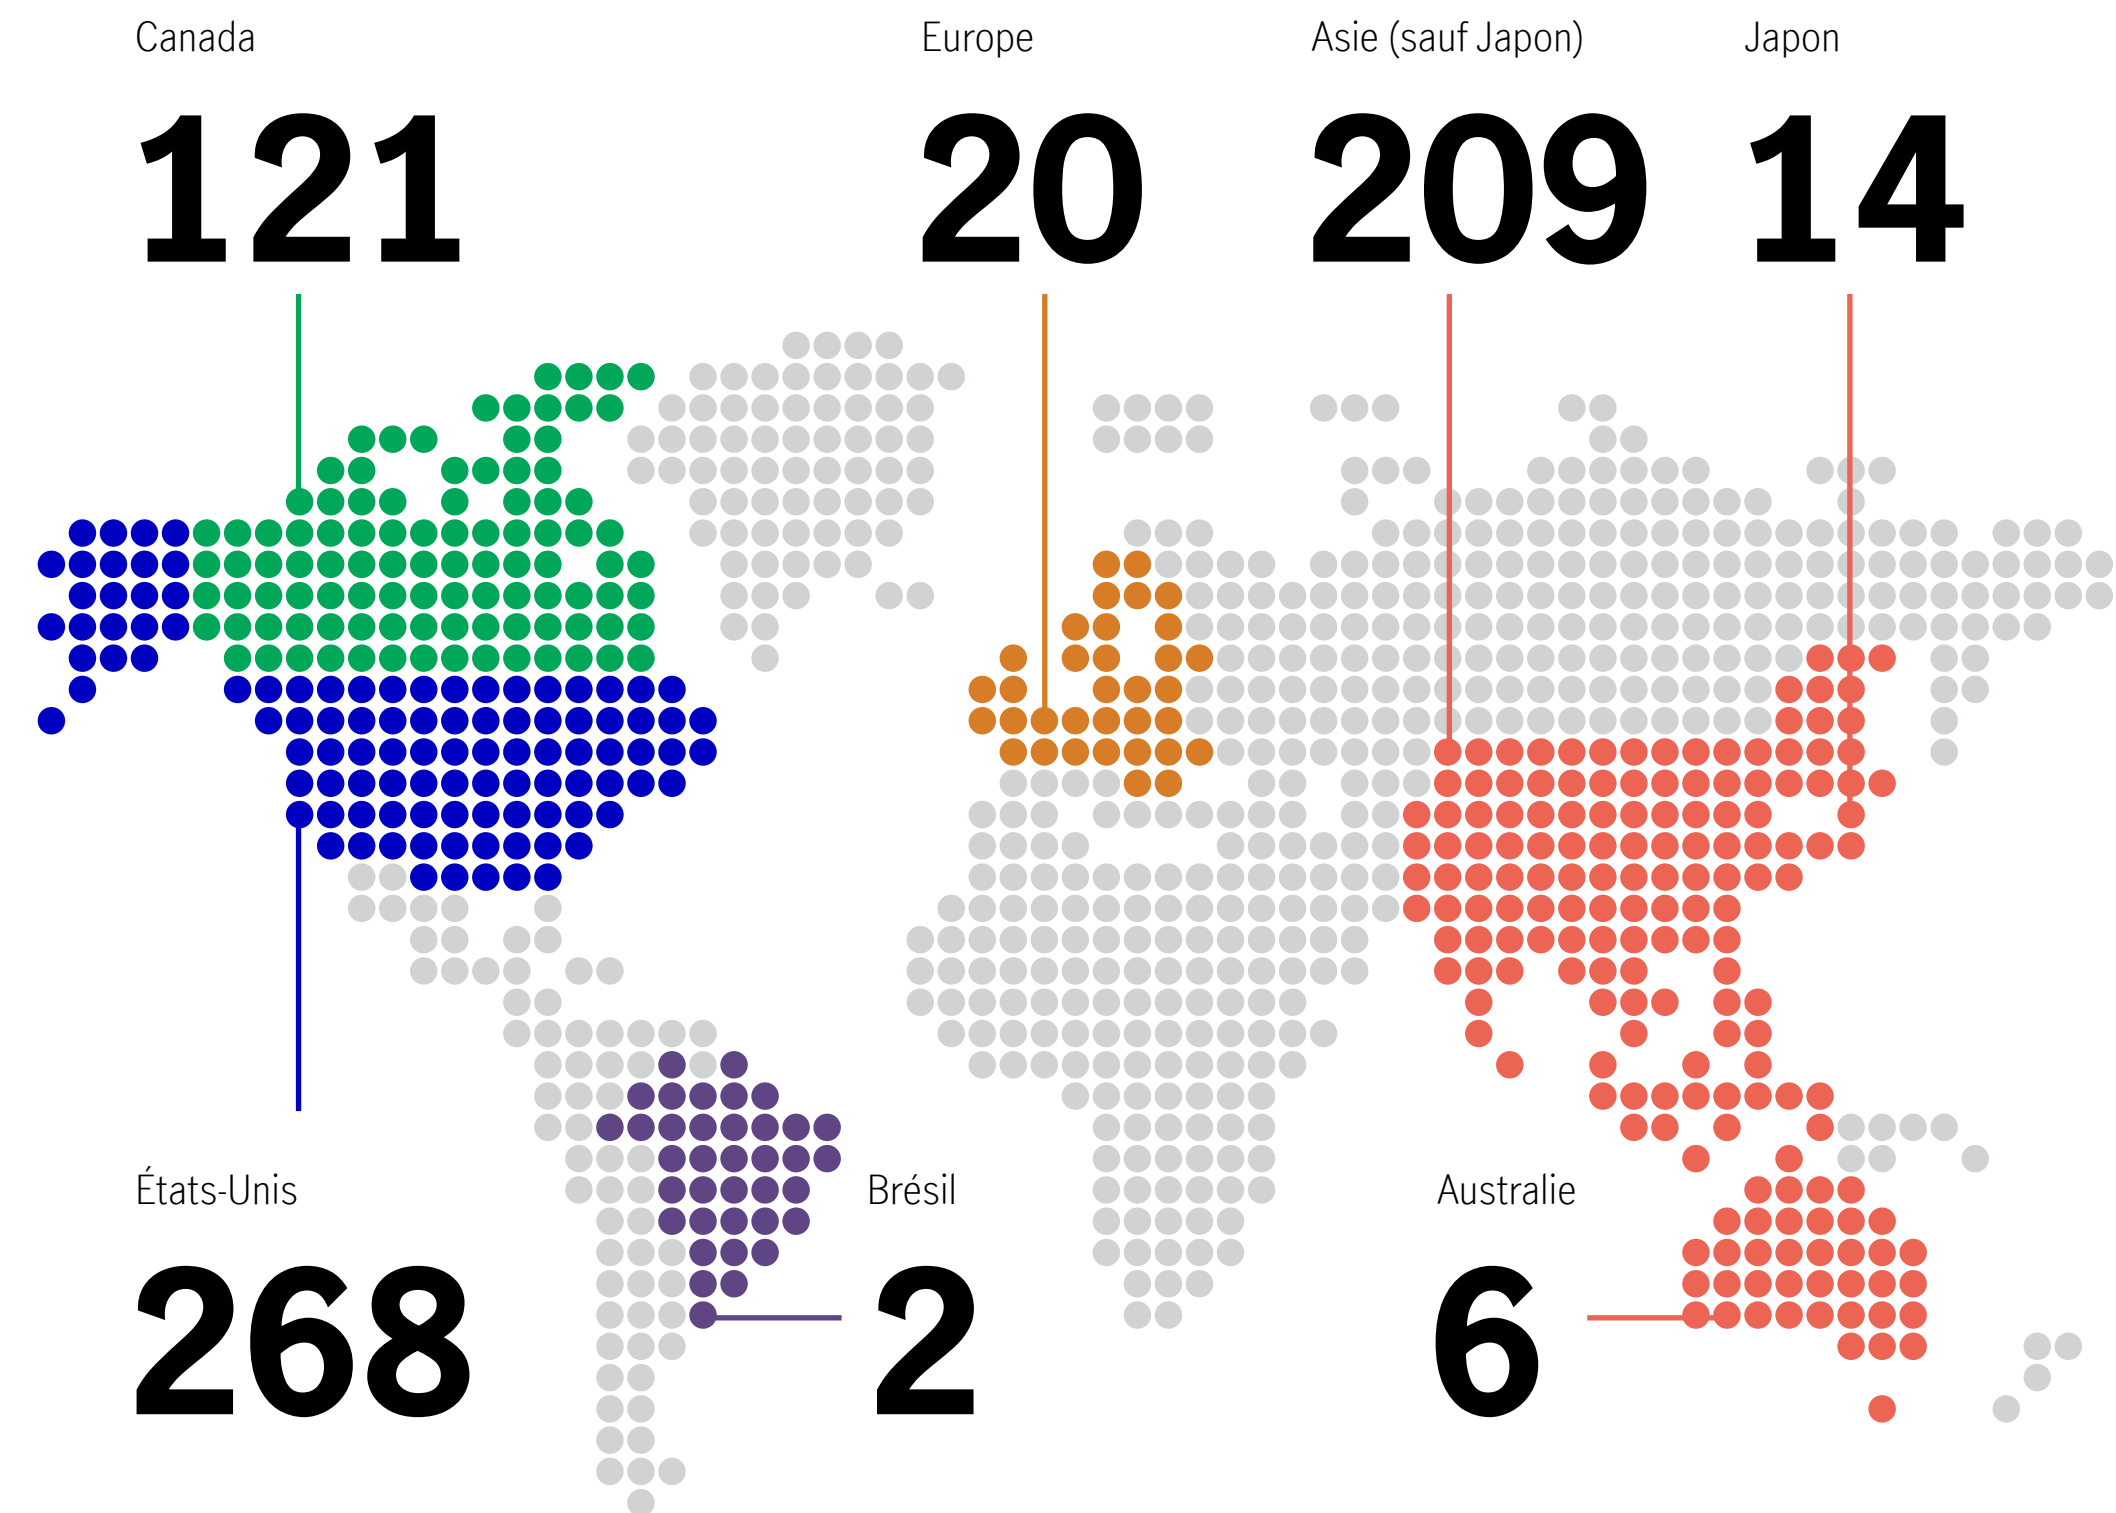 Canada
121
Europe
20
Asie (sauf Japon)
209
Japon
14
États-Unis
268
Brésil
2
Australie
6